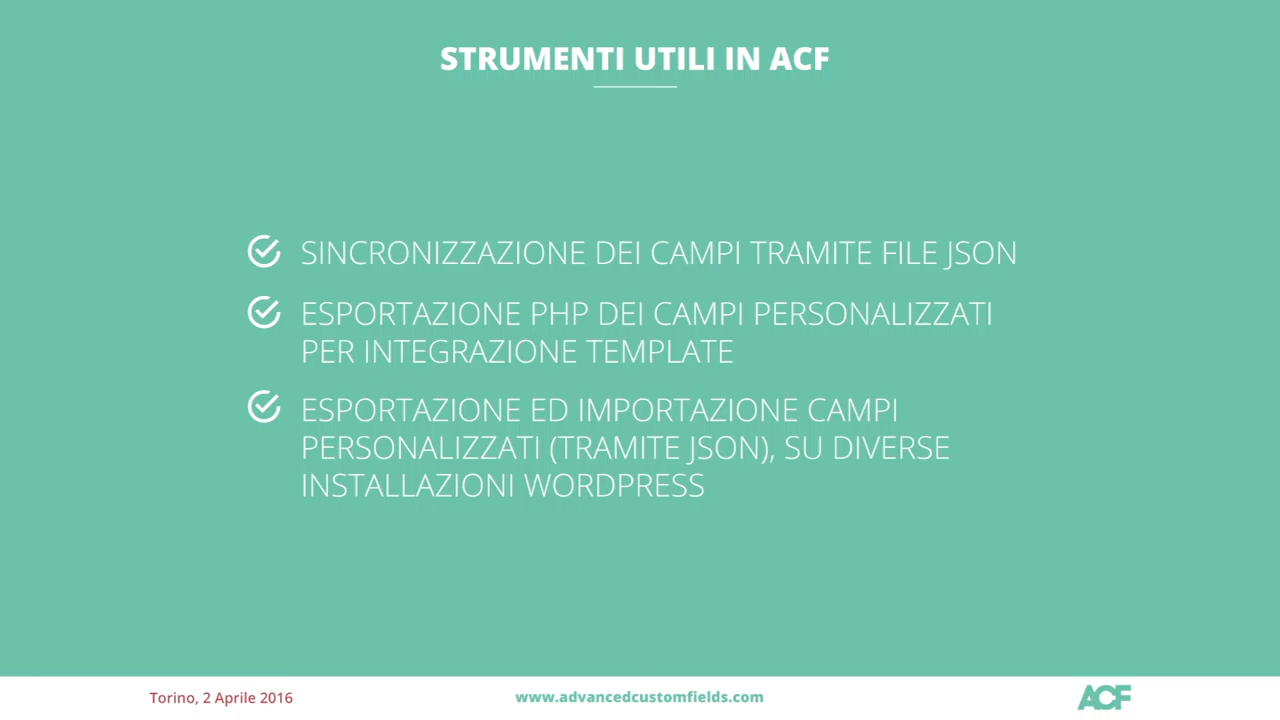 STRUMENTI UTILI IN ACF
SINCRONIZZAZIONE DEI CAMPI TRAMITE FILE JSON
ESPORTAZIONE PHP DEI CAMPI PERSONALIZZATI
PER INTEGRAZIONE TEMPLATE
ESPORTAZIONE ED IMPORTAZIONE CAMPI
PERSONALIZZATI (TRAMITE JSON), SU DIVERSE
INSTALLAZIONI WORDPRESS
Torino, 2 Aprile 2016
www.advancedcustomfields.com
ACF